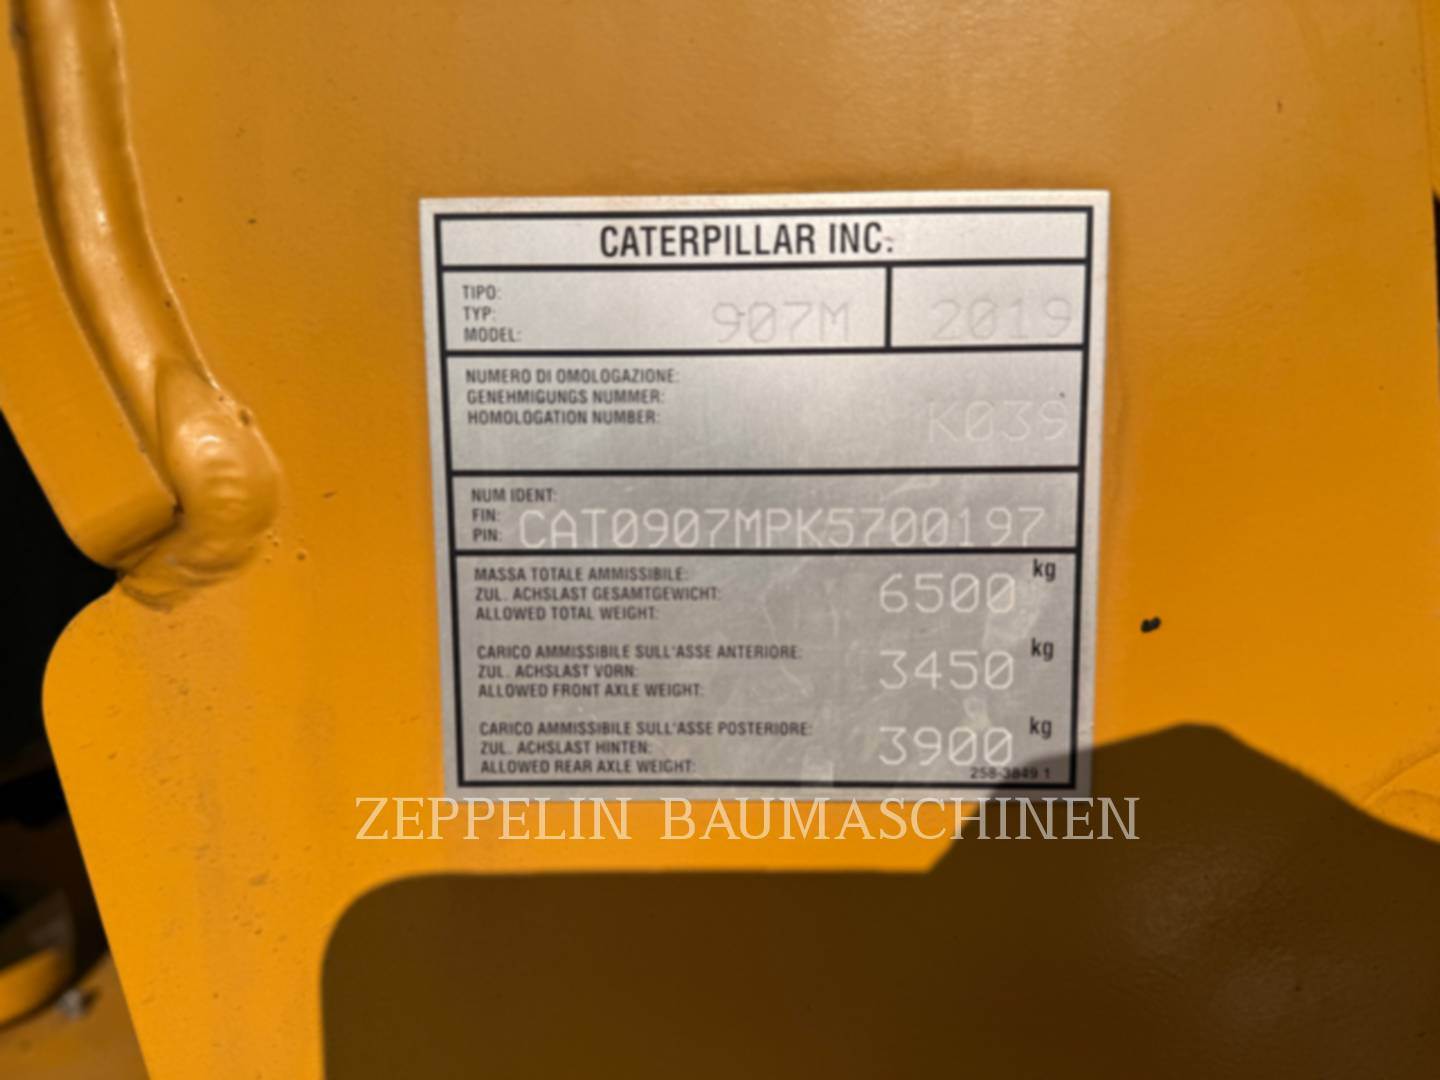 CATERPILLAR INC.
TIPO:
TYP:
MODEL:
907M
2019
NUMERO DI OMOLOGAZIONE:
GENEHMIGUNGS NUMMER:
HOMOLOGATION NUMBER:
K03S
NUM IDENT:
FIN:
PIN:
CAT0907MPK5700197
MASSA TOTALE AMMISSIBILE:
ZUL. ACHSLAST GESAMTGEWICHT:
ALLOWED TOTAL WEIGHT:
6500 kg
CARICO AMMISSIBILE SULL'ASSE ANTERIORE:
ZUL. ACHSLAST VORN:
ALLOWED FRONT AXLE WEIGHT:
3450 kg
CARICO AMMISSIBILE SULL'ASSE POSTERIORE:
ZUL. ACHSLAST HINTEN:
ALLOWED REAR AXLE WEIGHT:
3900 kg
258-3849 1
ZEPPELIN BAUMASCHINEN